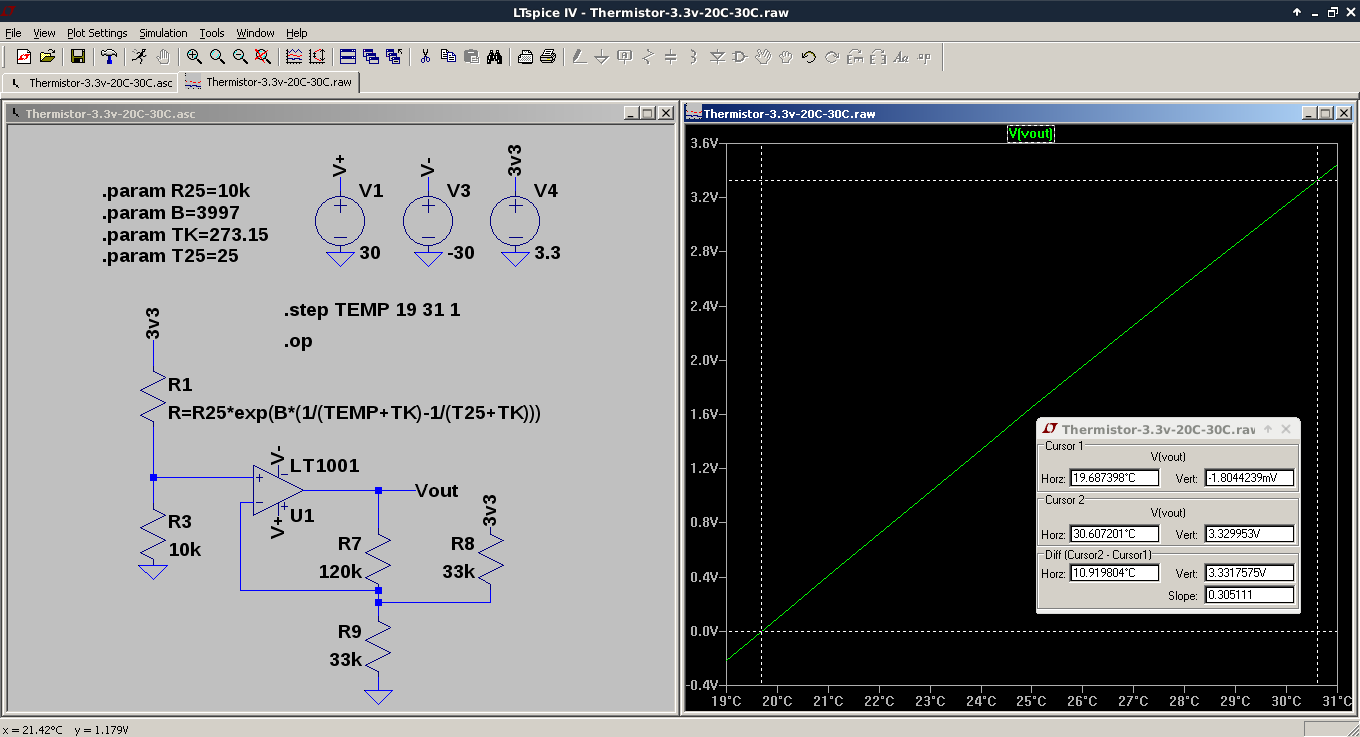 LTspice IV - Thermistor-3.3v-20C-30C.raw
File View Plot Settings Simulation Tools Window Help
Thermistor-3.3v-20C-30C.asc Thermistor-3.3v-20C-30C.raw
Thermistor-3.3v-20C-30C.asc
.param R25=10k
.param B=3997
.param TK=273.15
.param T25=25
V+
V1
+
−
30
V-
V3
+
−
-30
3v3
V4
+
−
3.3
.step TEMP 19 31 1
.op
3v3
R1
R=R25*exp(B*(1/(TEMP+TK)-1/(T25+TK)))
V-
LT1001
+
−
−
+
U1
V+
Vout
R3
10k
R7
120k
3v3
R8
33k
R9
33k
Thermistor-3.3v-20C-30C.raw
V(vout)
3.6V
3.2V
2.8V
2.4V
2.0V
1.6V
1.2V
0.8V
0.4V
0.0V
-0.4V
19°C 20°C 21°C 22°C 23°C 24°C 25°C 26°C 27°C 28°C 29°C 30°C 31°C
Thermistor-3.3v-20C-30C.raw
Cursor 1
V(vout)
Horz: 19.687398°C Vert: -1.8044239mV
Cursor 2
V(vout)
Horz: 30.607201°C Vert: 3.329953V
Diff (Cursor2 - Cursor1)
Horz: 10.919804°C Vert: 3.3317575V
Slope: 0.305111
x = 21.42°C y = 1.179V